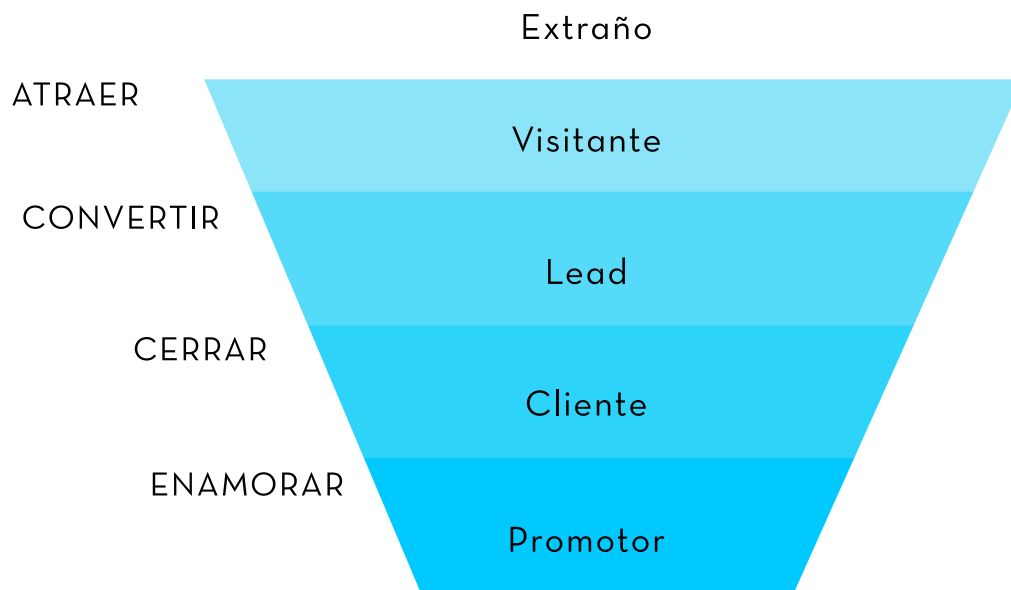 Extraño
ATRAER
Visitante
CONVERTIR
Lead
CERRAR
Cliente
ENAMORAR
Promotor